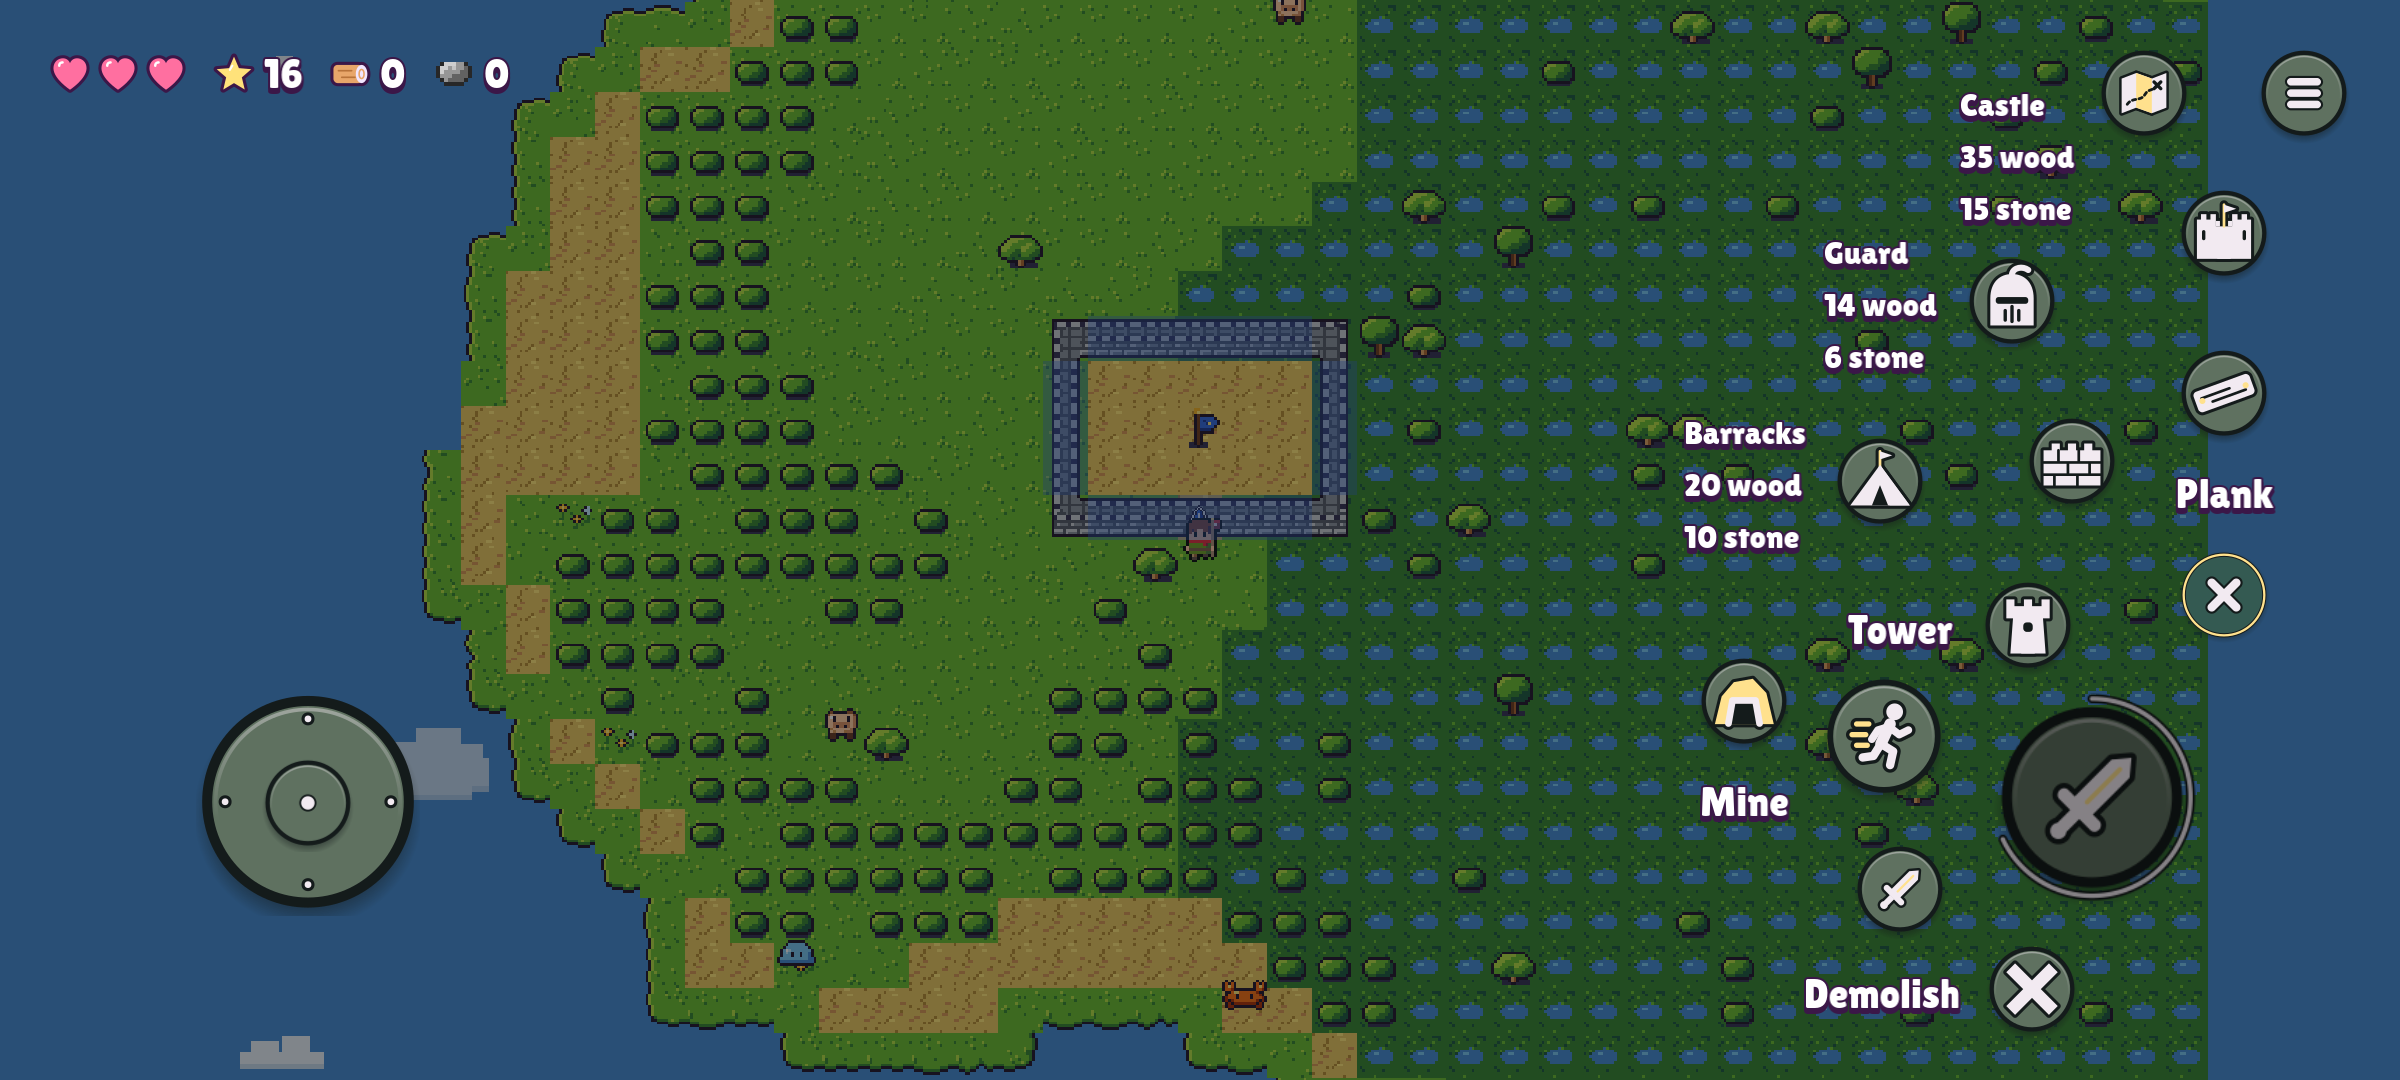 16 0 0
Castle
35 wood
15 stone
Guard
14 wood
6 stone
Barracks
20 wood
10 stone
Plank
Tower
Mine
Demolish